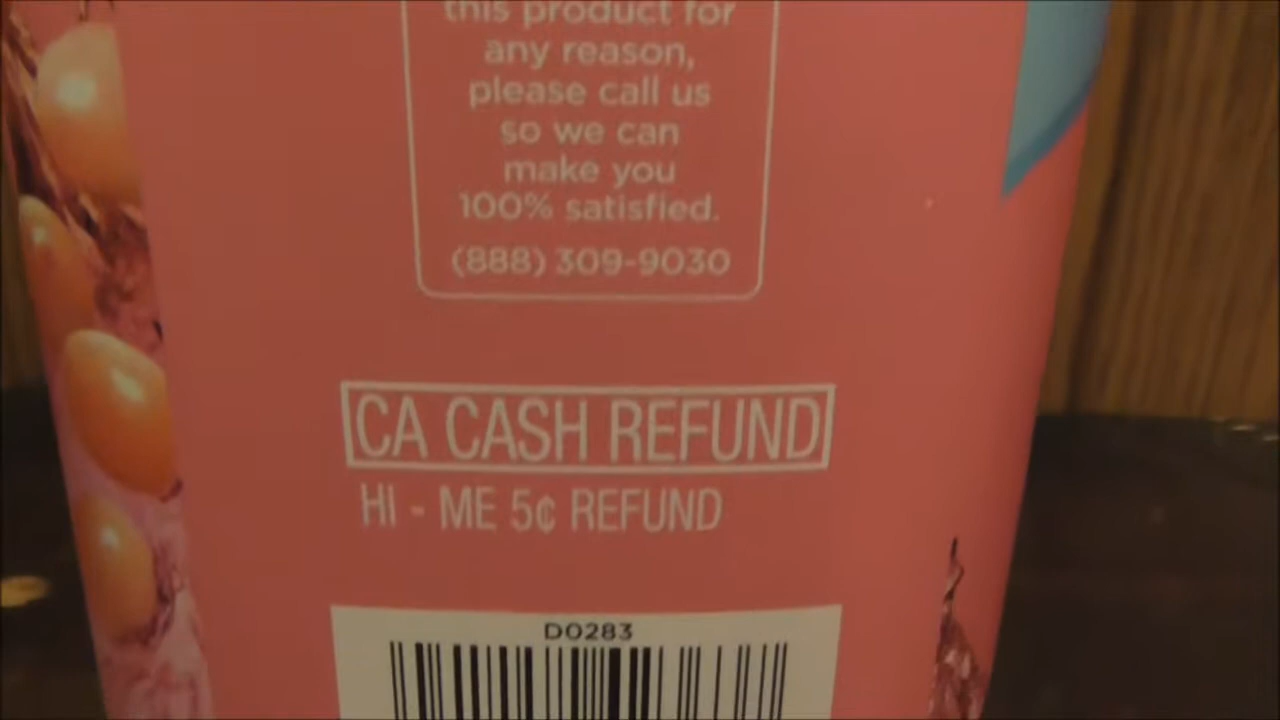 this product for
any reason,
please call us
so we can
make you
100% satisfied.
(888) 309-9030
CA CASH REFUND
HI - ME 5¢ REFUND
D0283